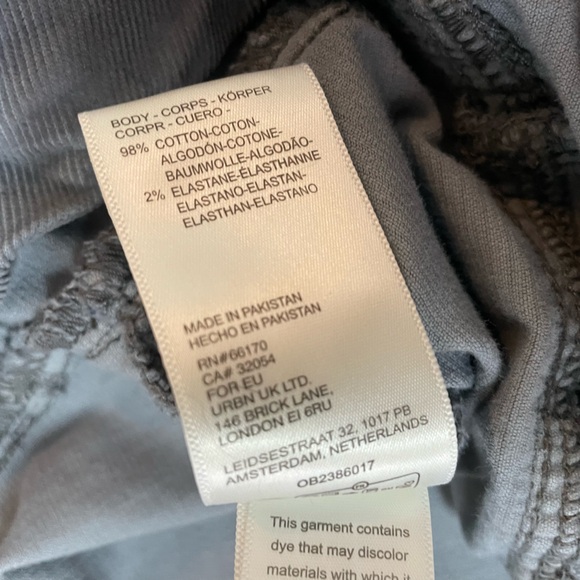 BODY - CORPS - KÖRPER
CORPR - CUERO -
98% COTTON-COTON-
ALGODÓN-COTONE-
BAUMWOLLE-ALGODÃO-
2% ELASTANE-ÉLASTHANNE
ELASTANO-ELASTAN-
ELASTHAN-ELASTANO
MADE IN PAKISTAN
HECHO EN PAKISTAN
RN#66170
CA# 32054
FOR EU
URBN UK LTD.
146 BRICK LANE,
LONDON EI 6RU
LEIDSESTRAAT 32, 1017 PB
AMSTERDAM, NETHERLANDS
OB2386017
This garment contains
dye that may discolor
materials with which it